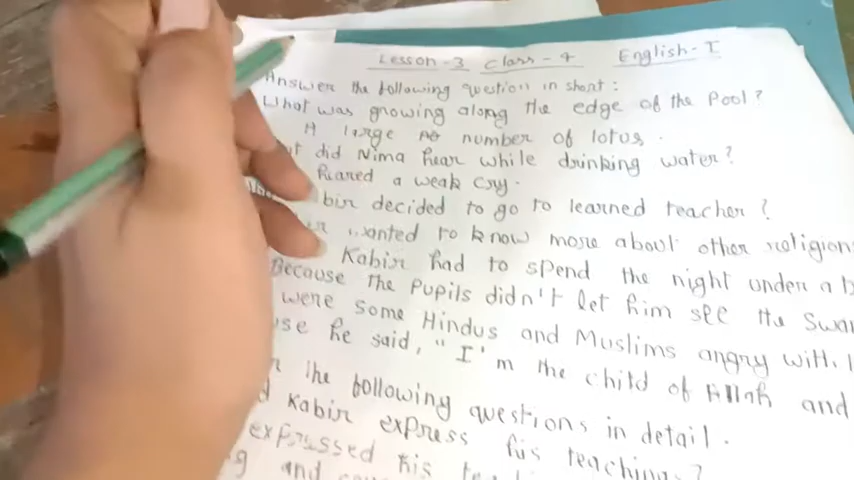 Lesson - 3 Class - 4 English - I
Answer the following question in short :
What was growing along the edge of the pool?
A large number of lotus .
did Nima hear while drinking water?
Heared a weak cry.
bir decided to go to learned teacher ?
wanted to know more about other religion
Kabir had to spend the night under a
Because the pupils didn't let him see the Swa
were some Hindus and Muslims angry with
se he said, "I'm the child of Allah and
the following questions in detail .
Kabir express his teaching ?
expressed his
and